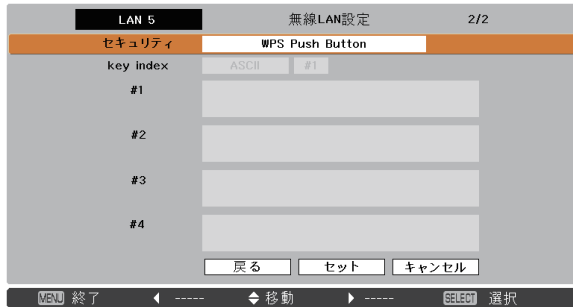 LAN 5 無線LAN設定 2/2
セキュリティ WPS Push Button
key index ASCII #1
#1
#2
#3
#4
戻る セット キャンセル
MENU 終了 ◀ ----- ◆移動 ▶ ----- SELECT 選択